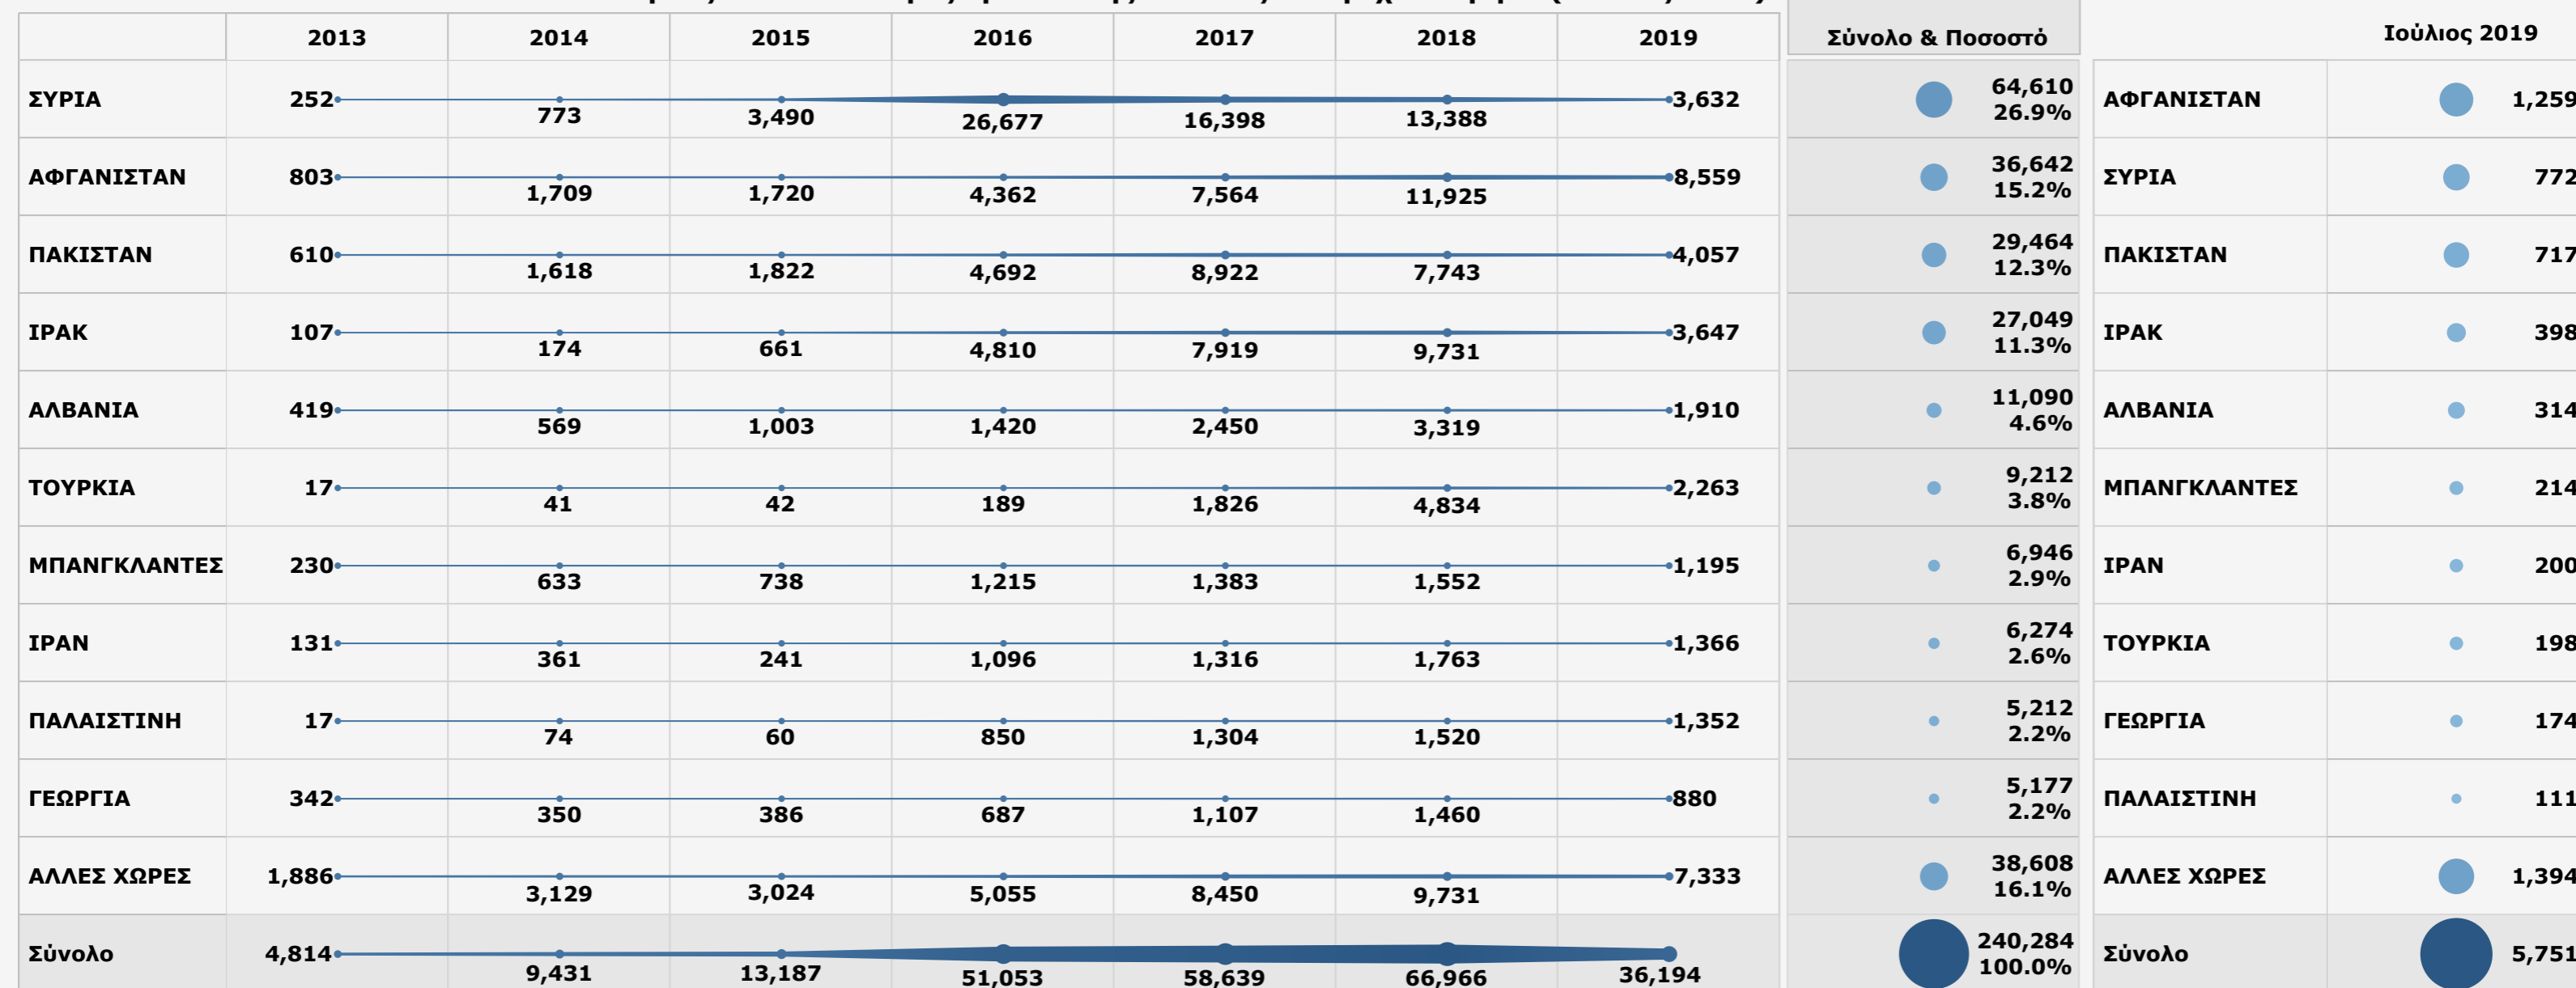 2013 2014 2015 2016 2017 2018 2019 Σύνολο & Ποσοστό Ιούλιος 2019
ΣΥΡΙΑ 252 773 3,490 26,677 16,398 13,388 3,632 64,610 26.9% ΑΦΓΑΝΙΣΤΑΝ 1,259
ΑΦΓΑΝΙΣΤΑΝ 803 1,709 1,720 4,362 7,564 11,925 8,559 36,642 15.2% ΣΥΡΙΑ 772
ΠΑΚΙΣΤΑΝ 610 1,618 1,822 4,692 8,922 7,743 4,057 29,464 12.3% ΠΑΚΙΣΤΑΝ 717
ΙΡΑΚ 107 174 661 4,810 7,919 9,731 3,647 27,049 11.3% ΙΡΑΚ 398
ΑΛΒΑΝΙΑ 419 569 1,003 1,420 2,450 3,319 1,910 11,090 4.6% ΑΛΒΑΝΙΑ 314
ΤΟΥΡΚΙΑ 17 41 42 189 1,826 4,834 2,263 9,212 3.8% ΜΠΑΝΓΚΛΑΝΤΕΣ 214
ΜΠΑΝΓΚΛΑΝΤΕΣ 230 633 738 1,215 1,383 1,552 1,195 6,946 2.9% ΙΡΑΝ 200
ΙΡΑΝ 131 361 241 1,096 1,316 1,763 1,366 6,274 2.6% ΤΟΥΡΚΙΑ 198
ΠΑΛΑΙΣΤΙΝΗ 17 74 60 850 1,304 1,520 1,352 5,212 2.2% ΓΕΩΡΓΙΑ 174
ΓΕΩΡΓΙΑ 342 350 386 687 1,107 1,460 880 5,177 2.2% ΠΑΛΑΙΣΤΙΝΗ 111
ΑΛΛΕΣ ΧΩΡΕΣ 1,886 3,129 3,024 5,055 8,450 9,731 7,333 38,608 16.1% ΑΛΛΕΣ ΧΩΡΕΣ 1,394
Σύνολο 4,814 9,431 13,187 51,053 58,639 66,966 36,194 240,284 100.0% Σύνολο 5,751